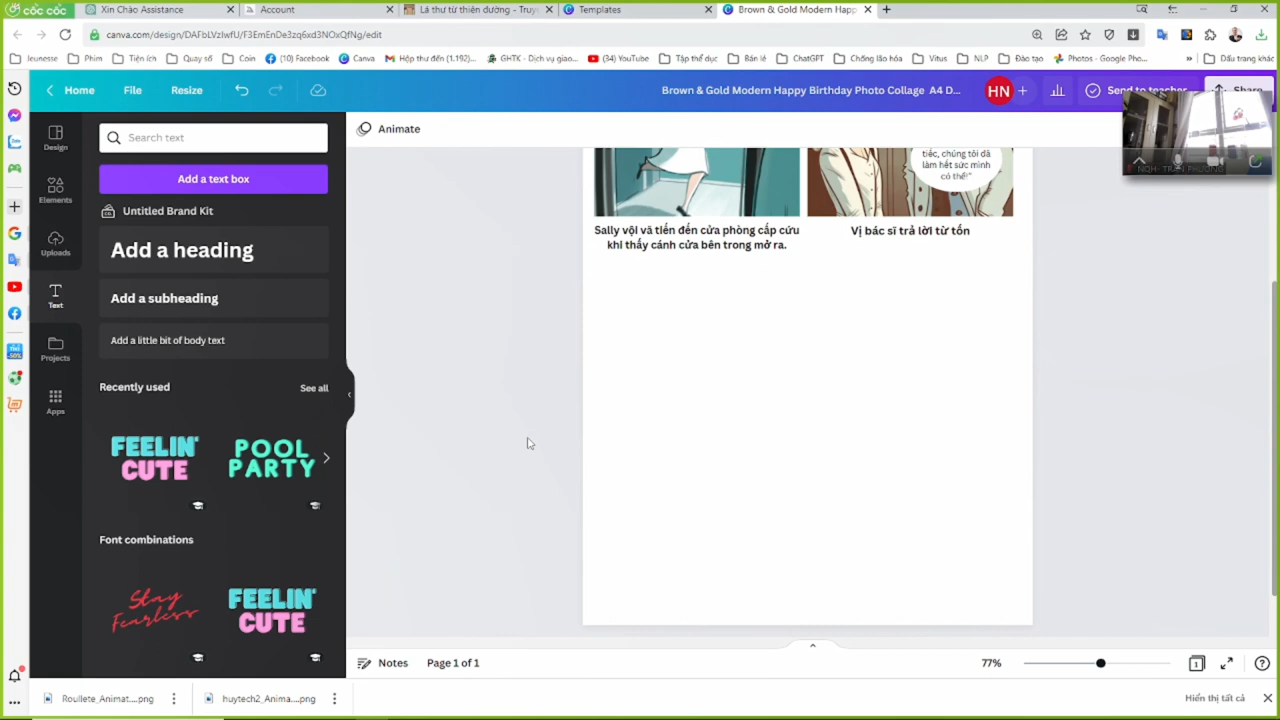 cốc cốc
Xin Chào Assistance
Account
Lá thư từ thiên đường - Truyệ
Templates
Brown & Gold Modern Happ
canva.com/design/DAFbLVzIwfU/F3EmEnDe3zq6xd3NOxQfNg/edit
Jeunesse
Phim
Tiện ích
Quay số
Coin
(10) Facebook
Canva
Hộp thư đến (1.192)...
GHTK - Dịch vụ giao...
(34) YouTube
Tập thể dục
Bán lẻ
ChatGPT
Chống lão hóa
Vitus
NLP
Đào tạo
Photos - Google Pho...
»
Dấu trang khác
Home
File
Resize
Brown & Gold Modern Happy Birthday Photo Collage A4 D...
HN
Send to teacher
Share
Design
Elements
Uploads
Text
Projects
Apps
Search text
Add a text box
Untitled Brand Kit
Add a heading
Add a subheading
Add a little bit of body text
Recently used
See all
FEELIN'
CUTE
POOL
PARTY
Font combinations
Stay
Fearless
FEELIN'
CUTE
Animate
tiếc, chúng tôi đã
làm hết sức mình
có thể!"
Sally vội vã tiến đến cửa phòng cấp cứu
khi thấy cánh cửa bên trong mở ra.
Vị bác sĩ trả lời từ tốn
Notes
Page 1 of 1
77%
1
Roullete_Animat....png
huytech2_Anima....png
Hiển thị tất cả